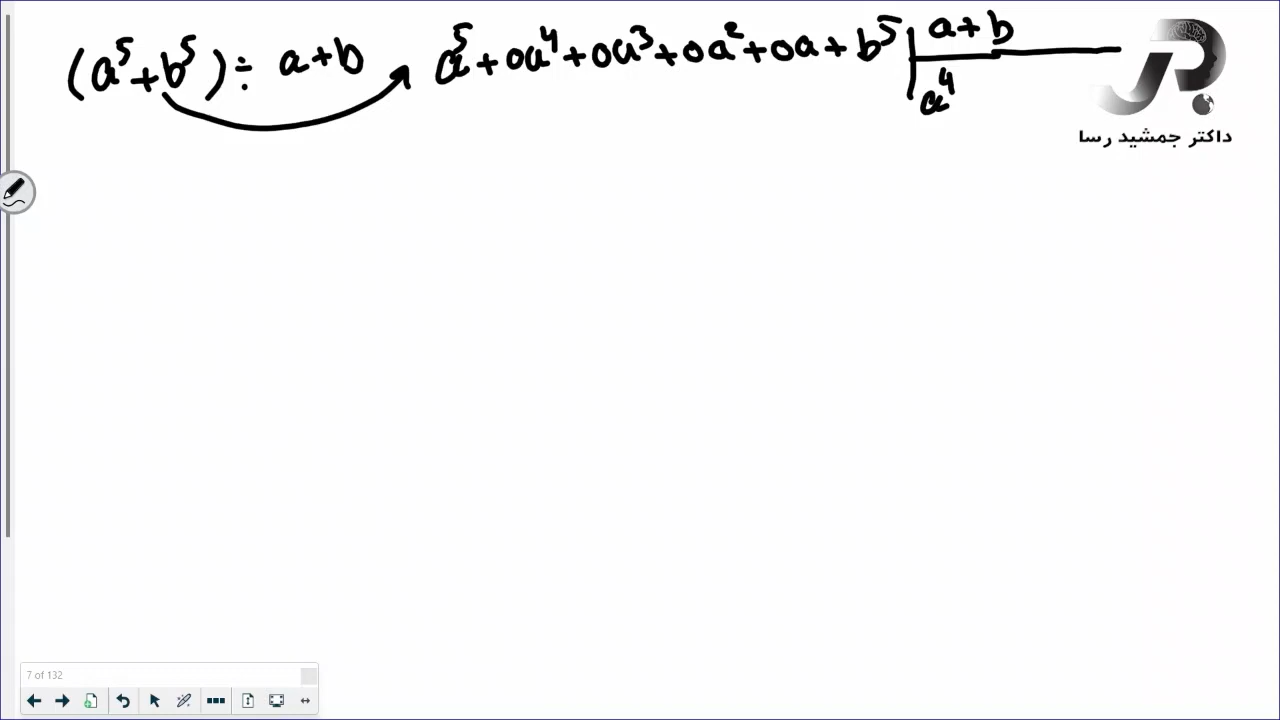 (a⁵+b⁵) ÷ a+b
a⁵+0a⁴+0a³+0a²+0a+b⁵ | a+b
a⁴
داکتر جمشید رسا
7 of 132